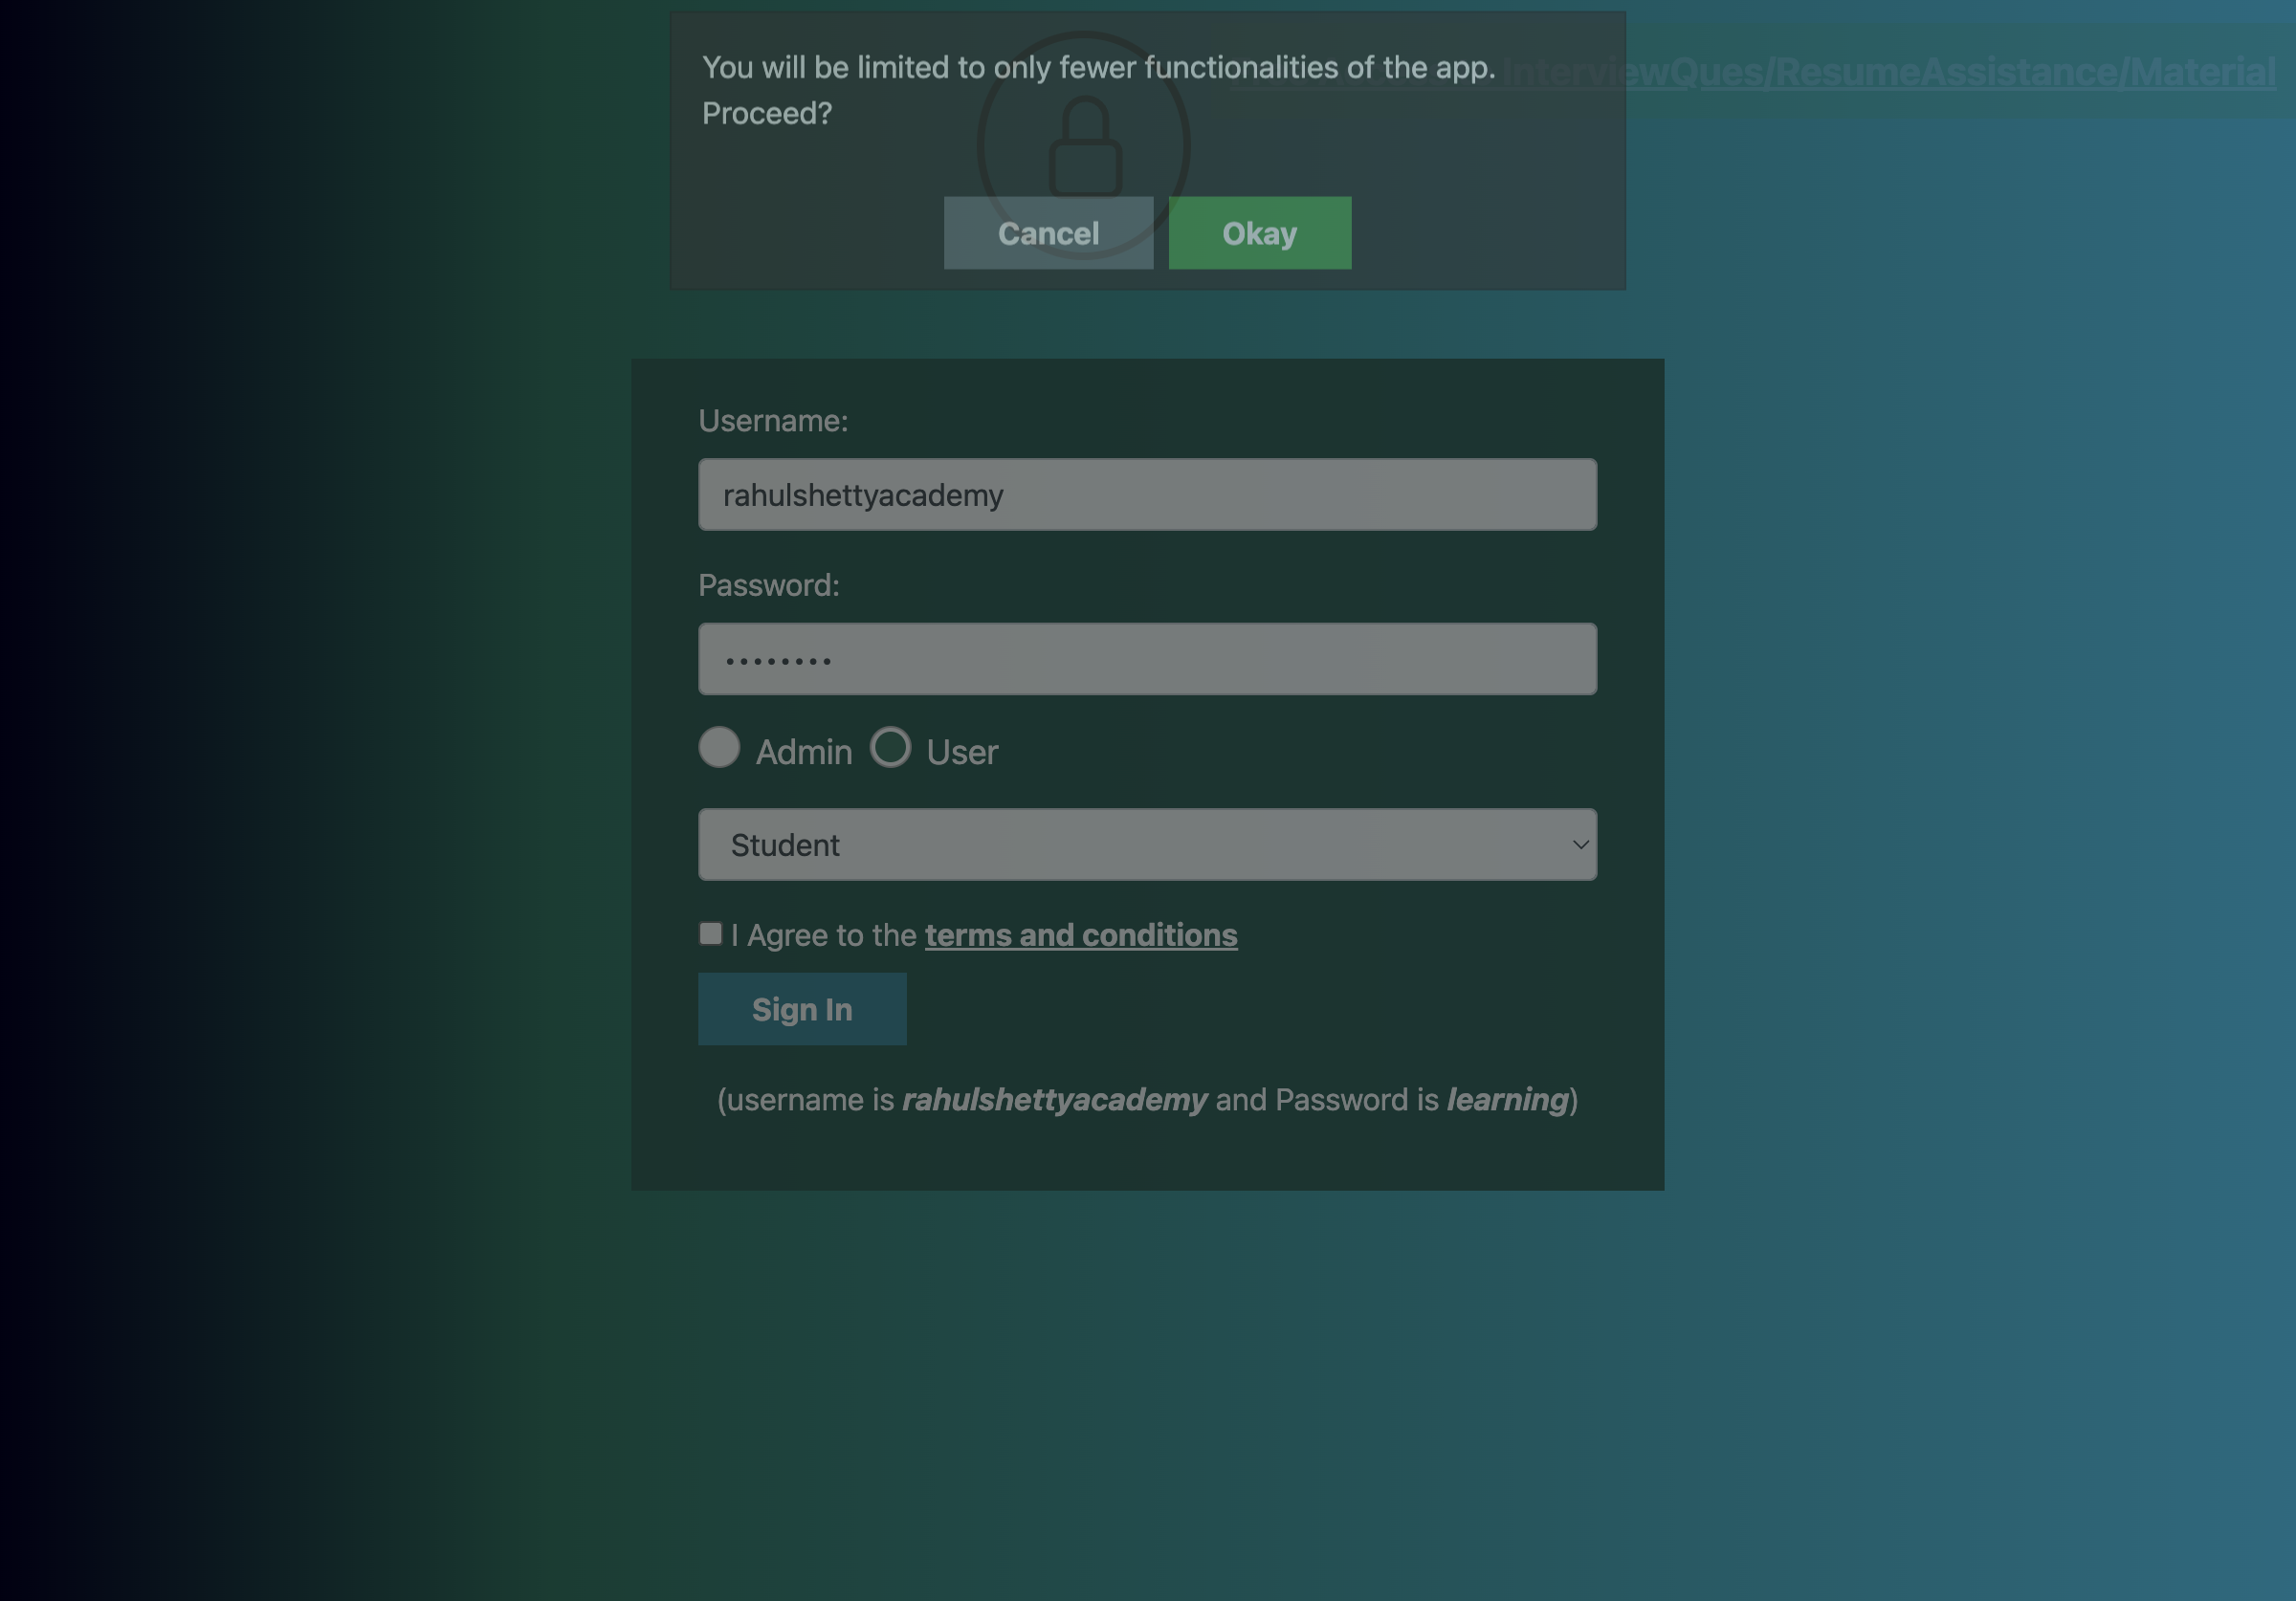 You will be limited to only fewer functionalities of the app.
Proceed?
InterviewQues/ResumeAssistance/Material
Cancel
Okay
Username:
rahulshettyacademy
Password:
••••••••
Admin
User
Student
I Agree to the terms and conditions
Sign In
(username is rahulshettyacademy and Password is learning)